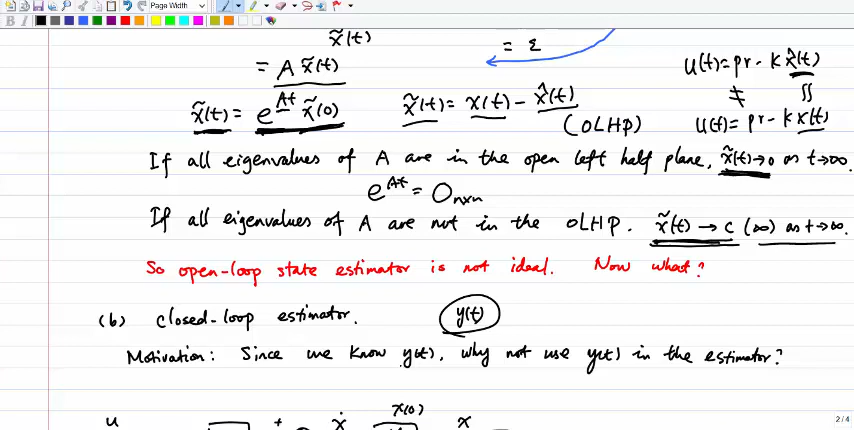 Page Width
B I
x̃(t)
= A x̃(t)
= ε
u(t) = pr - k x̂(t)
≠
x̃(t) = e^{At} x̃(0)
x̃(t) = x(t) - x̂(t)
u(t) = pr - k x(t)
(OLHP)
If all eigenvalues of A are in the open left half plane, x̃(t) → 0 as t→∞.
e^{At} = 0_{n×n}
If all eigenvalues of A are not in the OLHP. x̃(t) → c (∞) as t→∞.
So open-loop state estimator is not ideal. Now what?
(b) closed-loop estimator. y(t)
Motivation: Since we know y(t), why not use y(t) in the estimator?
x(0)
u + ẋ x
2 / 4